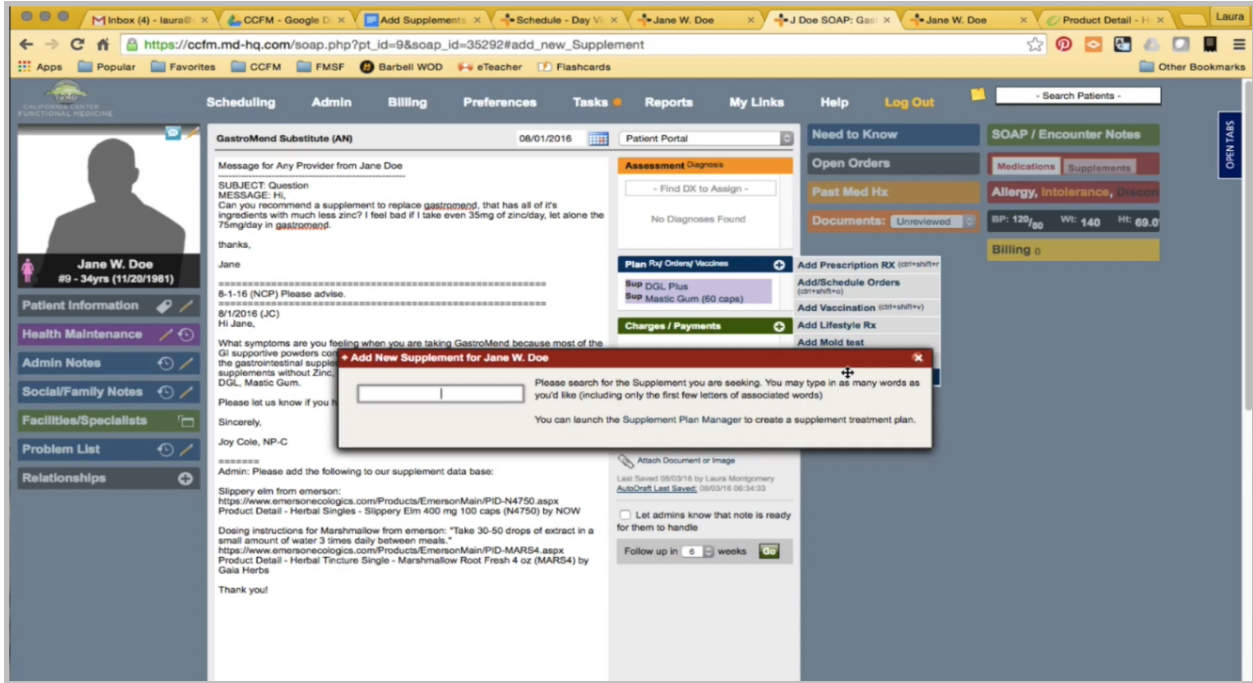 Minbox (4) - laura@:
CCFM - Google D
Add Supplements
Schedule - Day Vi
Jane W. Doe
J Doe SOAP: Gas
Jane W. Doe
Product Detail - H
Laura
https://ccfm.md-hq.com/soap.php?pt_id=9&soap_id=35292#add_new_Supplement
Apps Popular Favorites CCFM FMSF Barbell WOD eTeacher Flashcards Other Bookmarks
CALIFORNIA CENTER
FUNCTIONAL MEDICINE
Scheduling Admin Billing Preferences Tasks Reports My Links Help Log Out
- Search Patients -
OPEN TABS
Jane W. Doe
#9 - 34yrs (11/20/1981)
Patient Information
Health Maintenance
Admin Notes
Social/Family Notes
Facilities/Specialists
Problem List
Relationships
GastroMend Substitute (AN) 08/01/2016 Patient Portal
Message for Any Provider from Jane Doe
SUBJECT: Question
MESSAGE: Hi,
Can you recommend a supplement to replace gastromend, that has all of it's
ingredients with much less zinc? I feel bad if I take even 35mg of zinc/day, let alone the
75mg/day in gastromend.
thanks,
Jane
==================================================
8-1-16 (NCP) Please advise.
==================================================
8/1/2016 (JC)
Hi Jane,
What symptoms are you feeling when you are taking GastroMend because most of the
GI supportive powders con
the gastrointestinal supple
supplements without Zinc,
DGL, Mastic Gum.
Please let us know if you h
Sincerely,
Joy Cole, NP-C
=======
Admin: Please add the following to our supplement data base:
Slippery elm from emerson:
https://www.emersonecologics.com/Products/EmersonMain/PID-N4750.aspx
Product Detail - Herbal Singles - Slippery Elm 400 mg 100 caps (N4750) by NOW
Dosing instructions for Marshmallow from emerson: "Take 30-50 drops of extract in a
small amount of water 3 times daily between meals."
https://www.emersonecologics.com/Products/EmersonMain/PID-MARS4.aspx
Product Detail - Herbal Tincture Single - Marshmallow Root Fresh 4 oz (MARS4) by
Gaia Herbs
Thank you!
Assessment Diagnosis
- Find DX to Assign -
No Diagnoses Found
Plan Rx/ Orders/ Vaccines
Sup DGL Plus
Sup Mastic Gum (60 caps)
Charges / Payments
Add Prescription RX (ctrl+shift+r
Add/Schedule Orders
(ctrl+shift+o)
Add Vaccination (ctrl+shift+v)
Add Lifestyle Rx
Add Mold test
+ Add New Supplement for Jane W. Doe
Please search for the Supplement you are seeking. You may type in as many words as
you'd like (including only the first few letters of associated words)
You can launch the Supplement Plan Manager to create a supplement treatment plan.
Attach Document or Image
Last Saved 08/03/16 by Laura Montgomery
AutoDraft Last Saved: 08/03/16 06:34:33
Let admins know that note is ready
for them to handle
Follow up in 6 weeks Go
Need to Know
Open Orders
Past Med Hx
Documents: Unreviewed
SOAP / Encounter Notes
Medications Supplements
Allergy, Intolerance, Discon
BP: 120/80 Wt: 140 Ht: 69.0
Billing ()